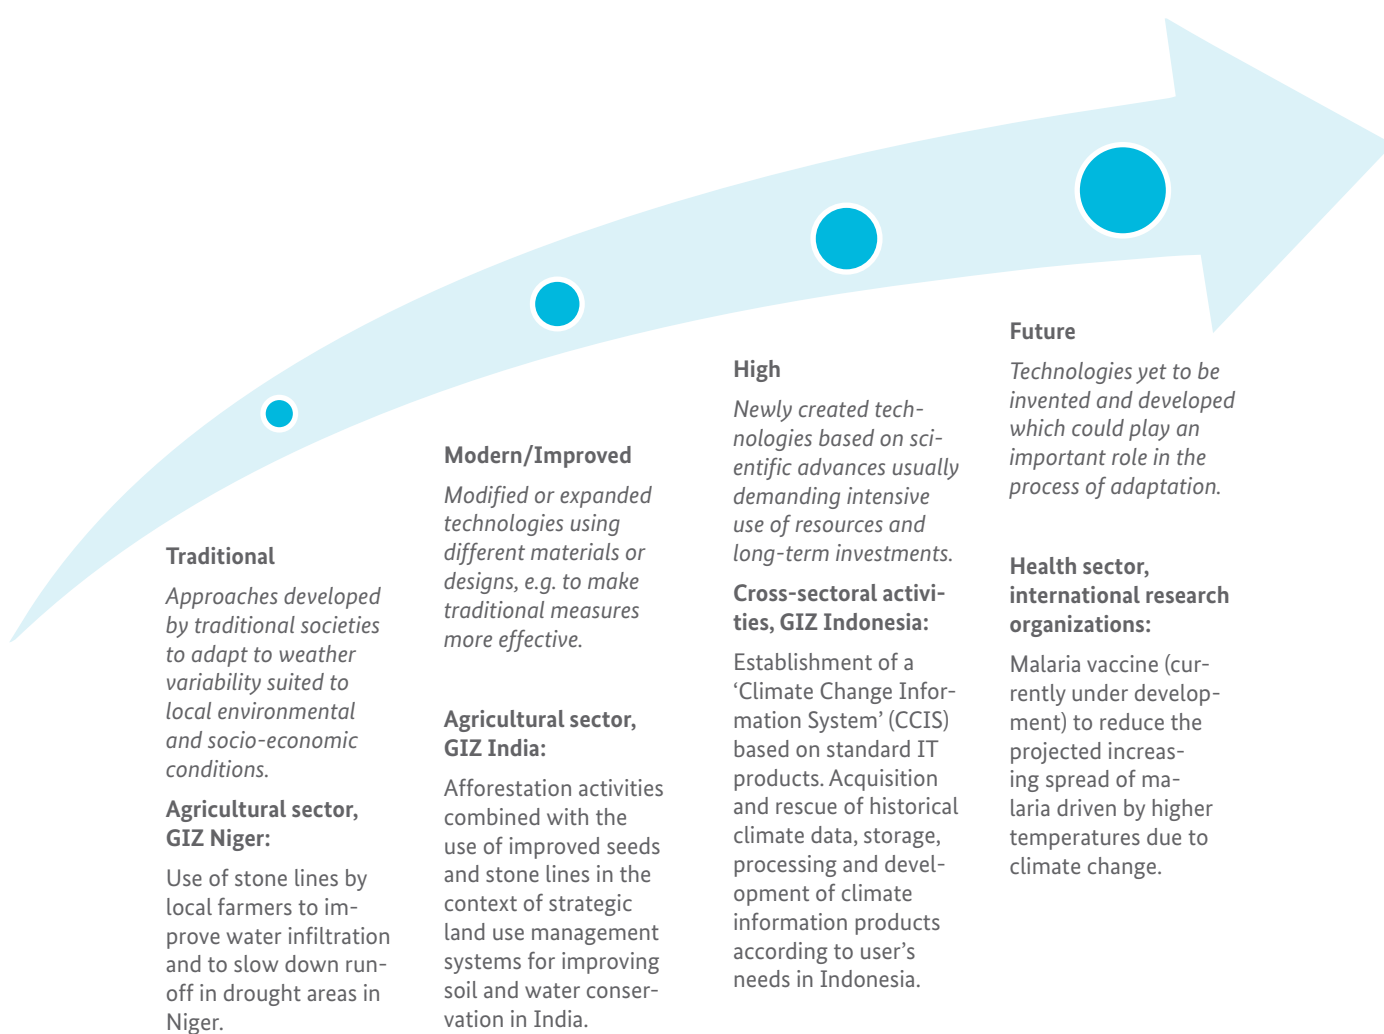 Traditional
Approaches developed
by traditional societies
to adapt to weather
variability suited to
local environmental
and socio-economic
conditions.
Agricultural sector,
GIZ Niger:
Use of stone lines by
local farmers to im-
prove water infiltration
and to slow down run-
off in drought areas in
Niger.
Modern/Improved
Modified or expanded
technologies using
different materials or
designs, e.g. to make
traditional measures
more effective.
Agricultural sector,
GIZ India:
Afforestation activities
combined with the
use of improved seeds
and stone lines in the
context of strategic
land use management
systems for improving
soil and water conser-
vation in India.
High
Newly created tech-
nologies based on sci-
entific advances usually
demanding intensive
use of resources and
long-term investments.
Cross-sectoral activi-
ties, GIZ Indonesia:
Establishment of a
‘Climate Change Infor-
mation System’ (CCIS)
based on standard IT
products. Acquisition
and rescue of historical
climate data, storage,
processing and devel-
opment of climate
information products
according to user’s
needs in Indonesia.
Future
Technologies yet to be
invented and developed
which could play an
important role in the
process of adaptation.
Health sector,
international research
organizations:
Malaria vaccine (cur-
rently under develop-
ment) to reduce the
projected increas-
ing spread of ma-
laria driven by higher
temperatures due to
climate change.